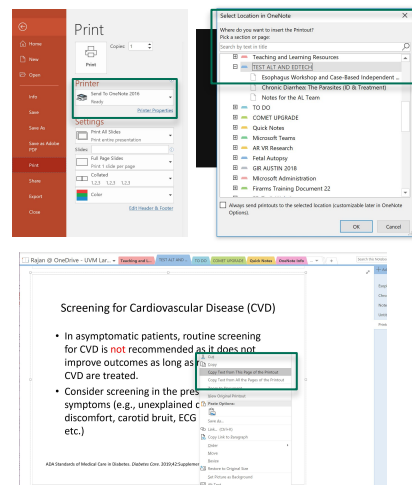 Print
Home
New
Open
Info
Save
Save As
Save as Adobe
PDF
Print
Share
Export
Close
Copies: 1
Print
Printer
Send To OneNote 2016
Ready
Printer Properties
Settings
Print All Slides
Print entire presentation
Slides:
Full Page Slides
Print 1 slide per page
Collated
1,2,3 1,2,3 1,2,3
Color
Edit Header & Footer
Select Location in OneNote
Where do you want to insert the Printout?
Pick a section or page:
Search by text in title
Teaching and Learning Resources
TEST ALT AND EDTECH
Esophagus Workshop and Case-Based Independent ...
Chronic Diarrhea: The Parasites (ID & Treatment)
Notes for the AL Team
TO DO
COMET UPGRADE
Quick Notes
Microsoft Teams
AR VR Research
Fetal Autopsy
GIR AUSTIN 2018
Microsoft Administration
Firarms Training Document 22
Always send printouts to the selected location (customizable later in OneNote
Options).
OK Cancel
Rajan @ OneDrive - UVM Lar...
Teaching and L...
TEST ALT AND ...
TO DO
COMET UPGRADE
Quick Notes
OneNote Info
Screening for Cardiovascular Disease (CVD)
• In asymptomatic patients, routine screening
for CVD is not recommended as it does not
improve outcomes as long as
CVD are treated.
• Consider screening in the pres
symptoms (e.g., unexplained c
discomfort, carotid bruit, ECG
etc.)
ADA Standards of Medical Care in Diabetes. Diabetes Care. 2019;42:Supplemen
Cut
Copy
Copy Text from This Page of the Printout
Copy Text from All the Pages of the Printout
View Original Printout
Paste Options:
Save As...
Link... (Ctrl+K)
Copy Link to Paragraph
Order
Move
Resize
Restore to Original Size
Set Picture as Background
Alt Text...